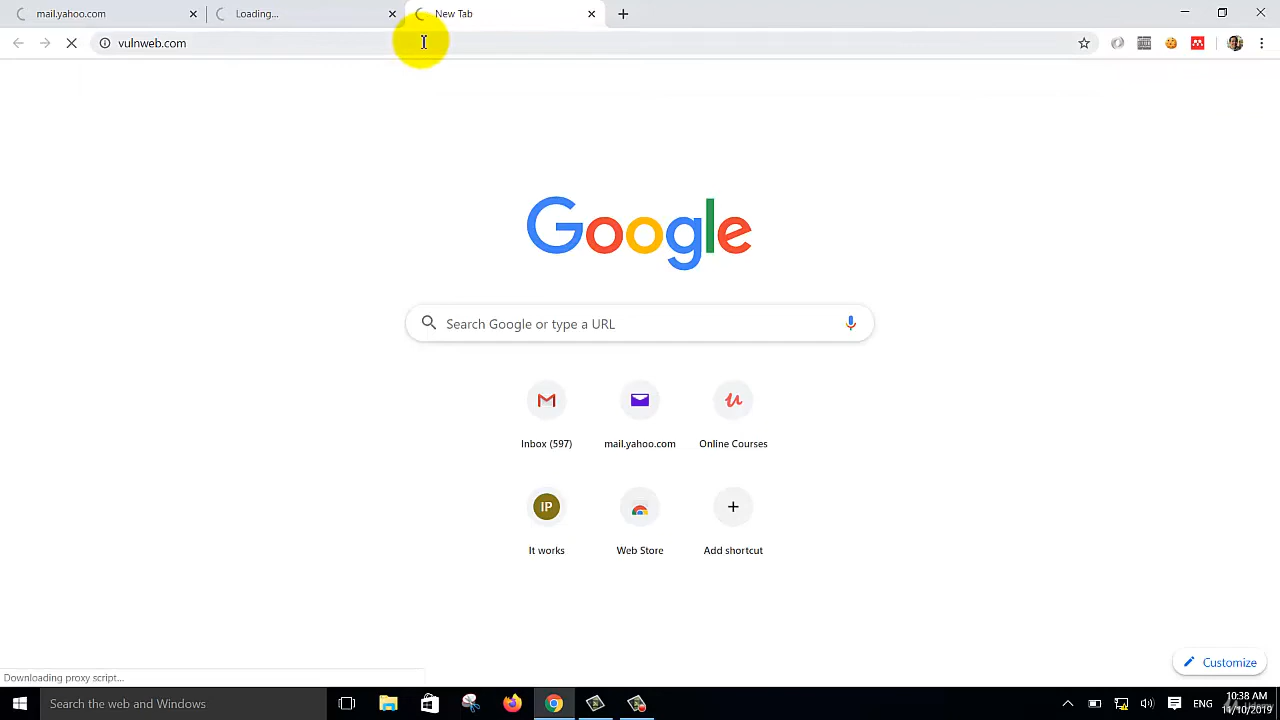 mail.yahoo.com
Loading...
New Tab
vulnweb.com
Google
Search Google or type a URL
Inbox (597)
mail.yahoo.com
Online Courses
IP
It works
Web Store
Add shortcut
Customize
Downloading proxy script...
Search the web and Windows
ENG
10:38 AM
11/10/2019
Udemy